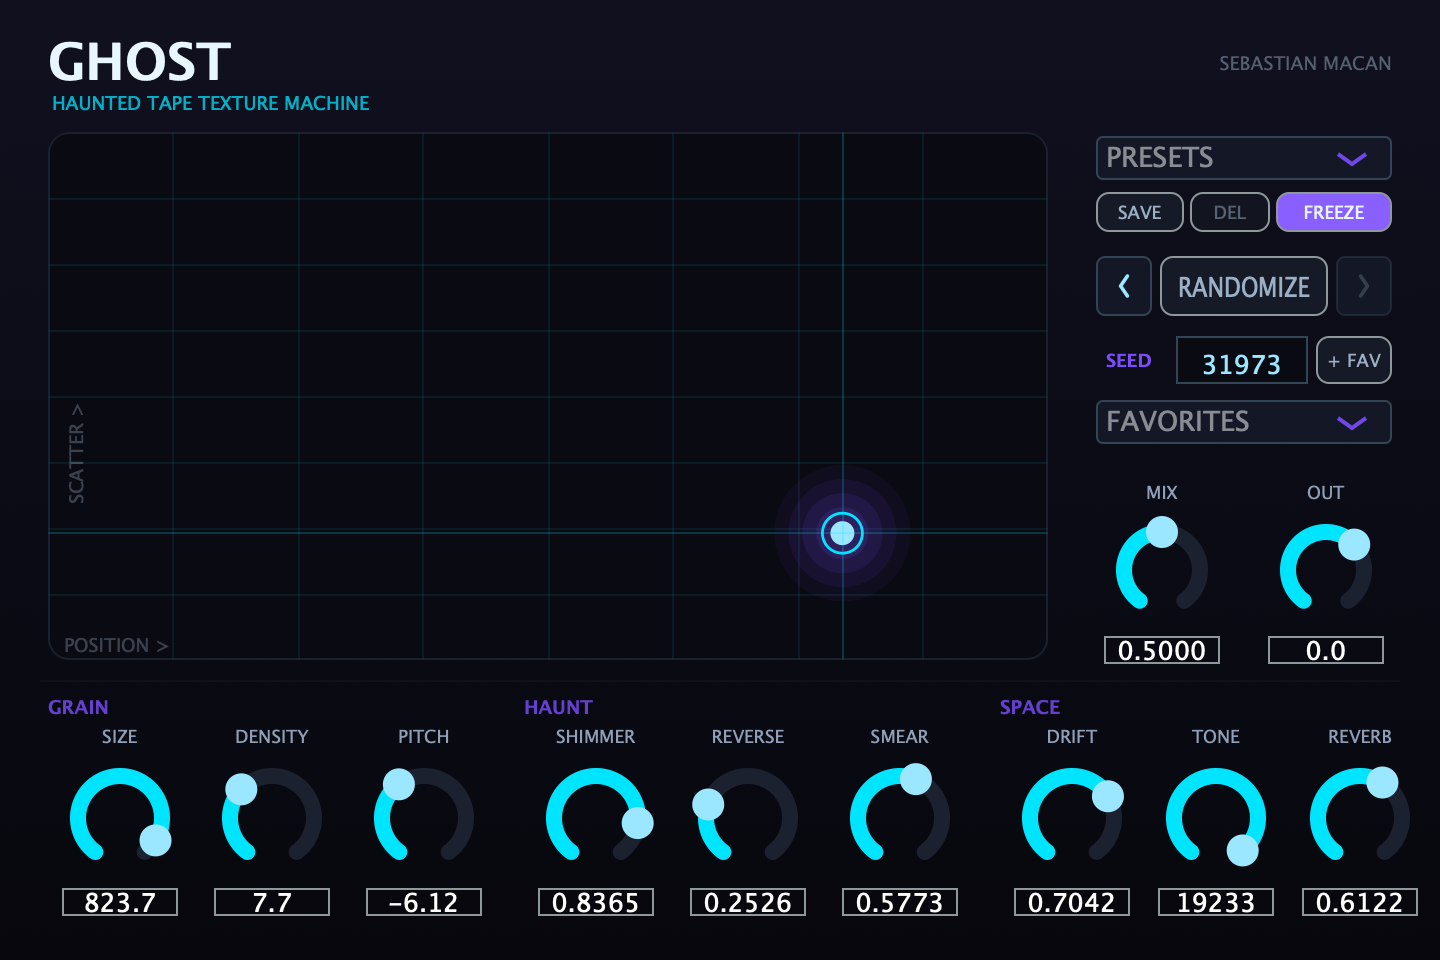 GHOST
HAUNTED TAPE TEXTURE MACHINE
SEBASTIAN MACAN
PRESETS
SAVE DEL FREEZE
RANDOMIZE
SEED 31973 + FAV
FAVORITES
SCATTER >
POSITION >
MIX OUT
0.5000 0.0
GRAIN HAUNT SPACE
SIZE DENSITY PITCH SHIMMER REVERSE SMEAR DRIFT TONE REVERB
823.7 7.7 -6.12 0.8365 0.2526 0.5773 0.7042 19233 0.6122